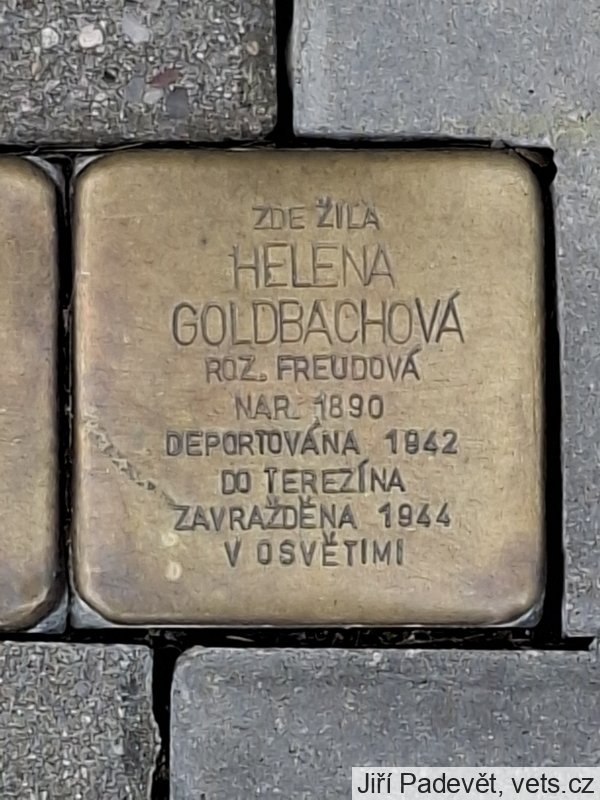 ZDE ŽILA
HELENA
GOLDBACHOVÁ
ROZ. FREUDOVÁ
NAR. 1890
DEPORTOVÁNA 1942
DO TEREZÍNA
ZAVRAŽDĚNA 1944
V OSVĚTIMI
Jiří Padevět, vets.cz